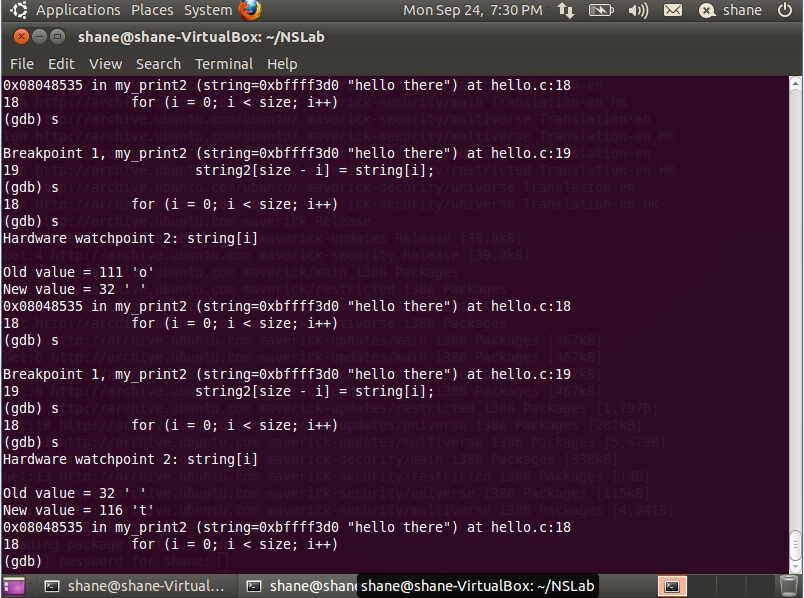 Applications Places System Mon Sep 24, 7:30 PM shane
shane@shane-VirtualBox: ~/NSLab
File Edit View Search Terminal Help
0x08048535 in my_print2 (string=0xbffff3d0 "hello there") at hello.c:18
18 for (i = 0; i < size; i++)
(gdb) s
Breakpoint 1, my_print2 (string=0xbffff3d0 "hello there") at hello.c:19
19 string2[size - i] = string[i];
(gdb) s
18 for (i = 0; i < size; i++)
(gdb) s
Hardware watchpoint 2: string[i]
Old value = 111 'o'
New value = 32 ' '
0x08048535 in my_print2 (string=0xbffff3d0 "hello there") at hello.c:18
18 for (i = 0; i < size; i++)
(gdb) s
Breakpoint 1, my_print2 (string=0xbffff3d0 "hello there") at hello.c:19
19 string2[size - i] = string[i];
(gdb) s
18 for (i = 0; i < size; i++)
(gdb) s
Hardware watchpoint 2: string[i]
Old value = 32 ' '
New value = 116 't'
0x08048535 in my_print2 (string=0xbffff3d0 "hello there") at hello.c:18
18 for (i = 0; i < size; i++)
(gdb)
shane@shane-Virtual... shane@shane shane@shane-VirtualBox: ~/NSLab